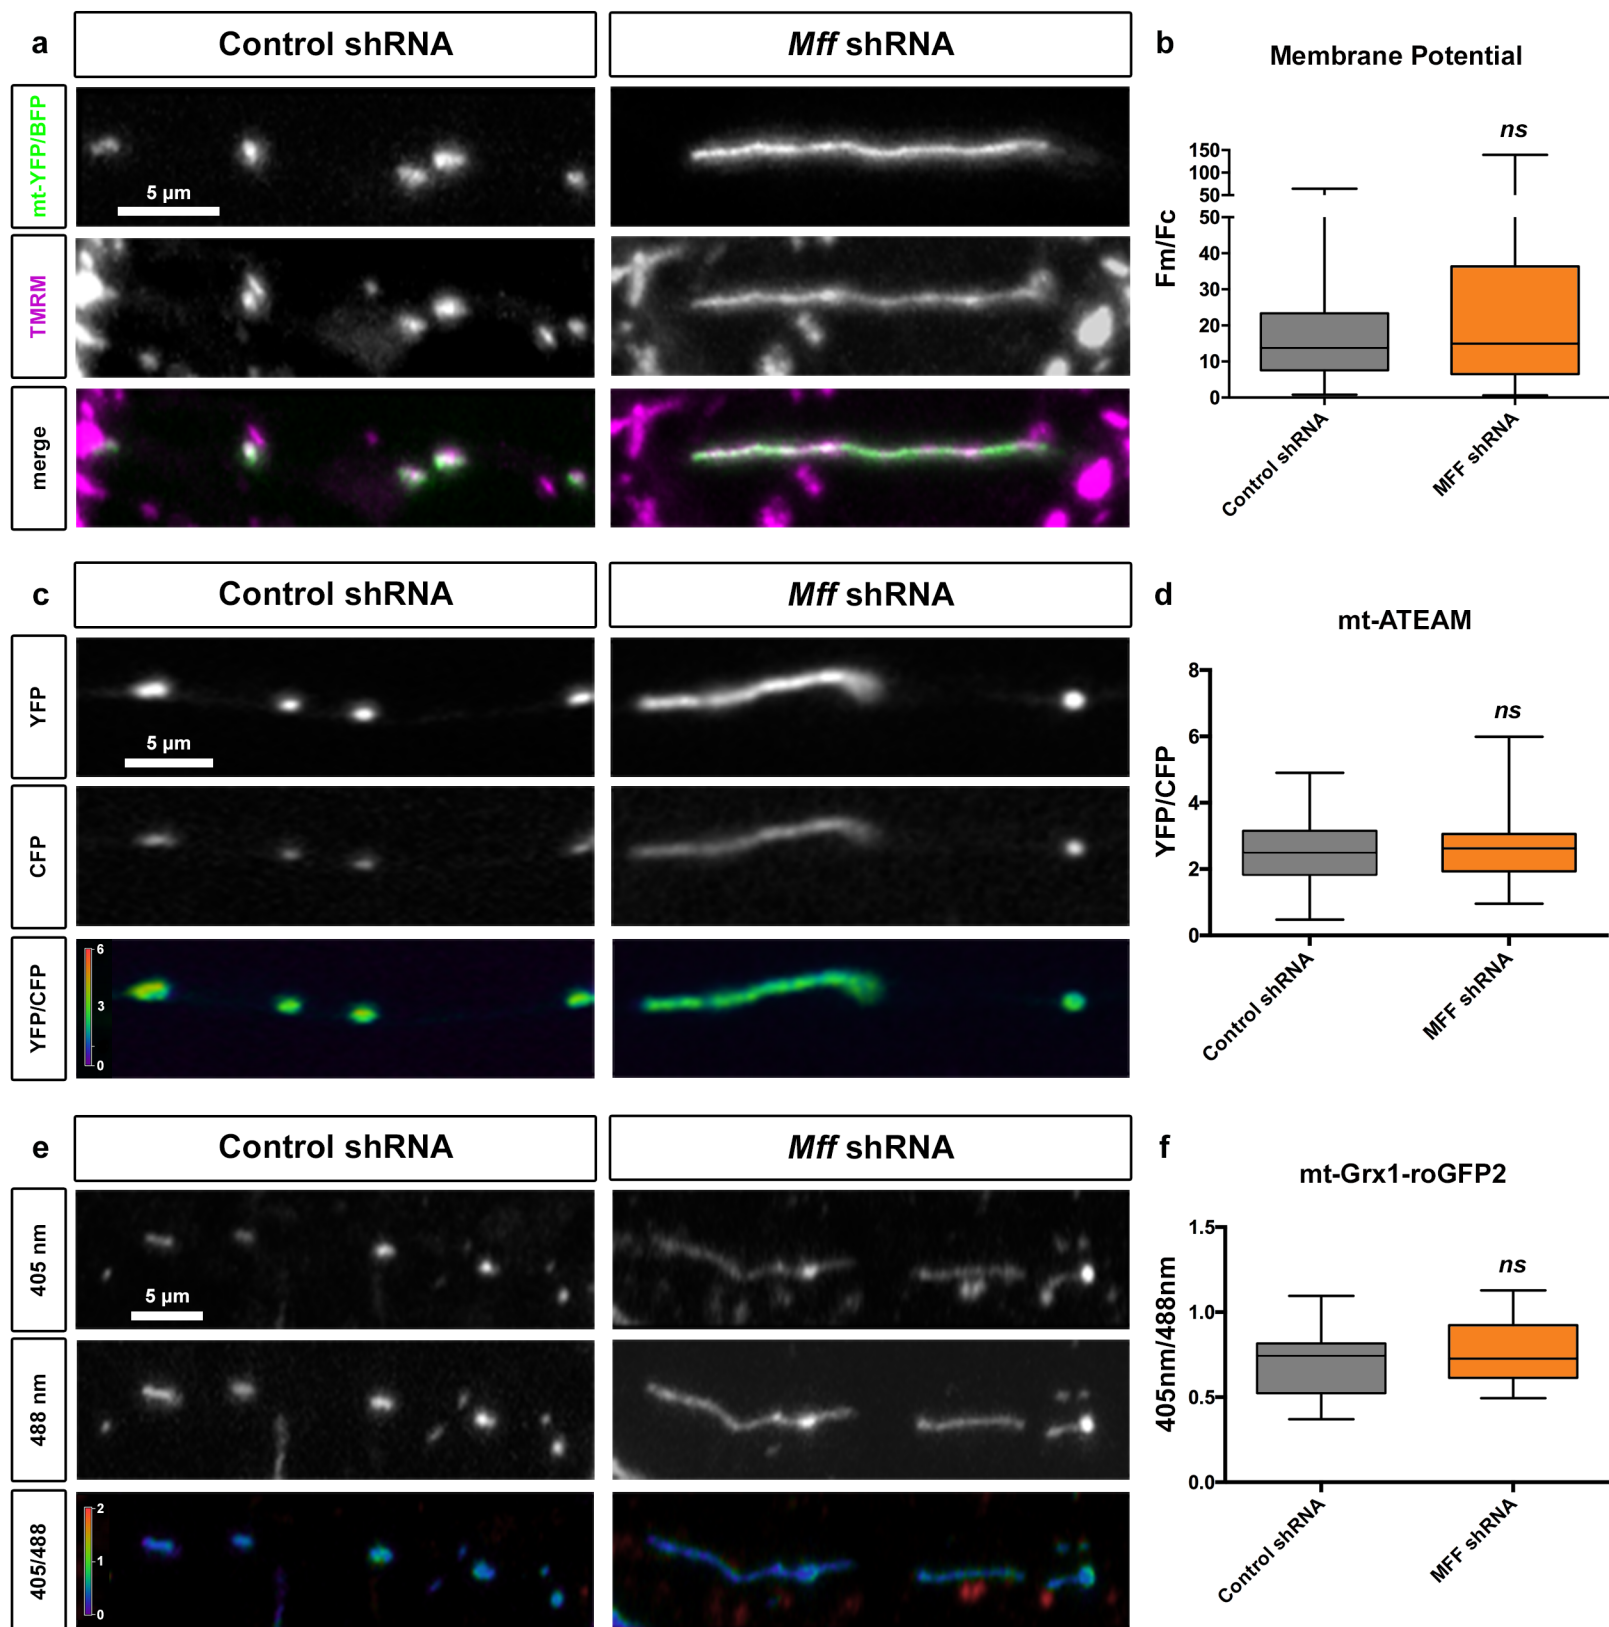 a
Control shRNA
Mff shRNA
mt-YFP/BFP
5 µm
TMRM
merge
b
Membrane Potential
ns
Fm/Fc
150
100
50
50
40
30
20
10
0
Control shRNA
MFF shRNA
c
Control shRNA
Mff shRNA
YFP
5 µm
CFP
YFP/CFP
6
3
0
d
mt-ATEAM
ns
YFP/CFP
8
6
4
2
0
Control shRNA
MFF shRNA
e
Control shRNA
Mff shRNA
405 nm
5 µm
488 nm
405/488
2
1
0
f
mt-Grx1-roGFP2
ns
405nm/488nm
1.5
1.0
0.5
0.0
Control shRNA
MFF shRNA